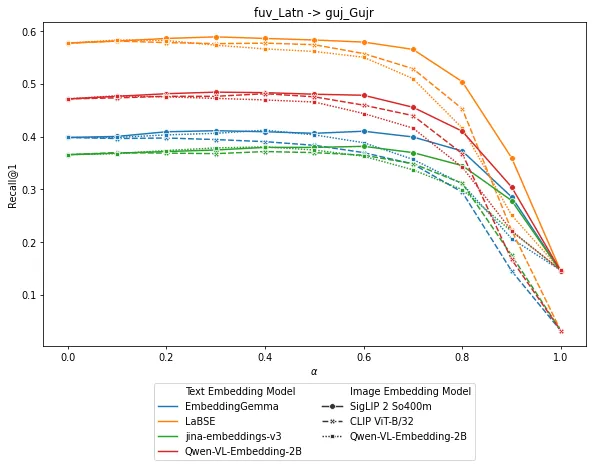 fuv_Latn -> guj_Gujr
0.6
0.5
0.4
0.3
0.2
0.1
Recall@1
0.0 0.2 0.4 0.6 0.8 1.0
α
Text Embedding Model
EmbeddingGemma
LaBSE
jina-embeddings-v3
Qwen-VL-Embedding-2B
Image Embedding Model
SigLIP 2 So400m
CLIP ViT-B/32
Qwen-VL-Embedding-2B